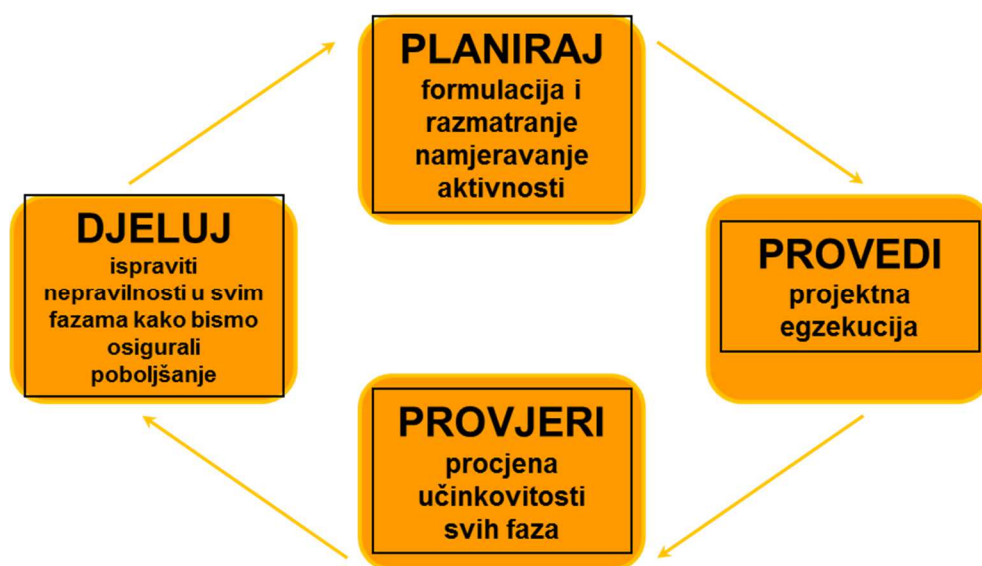 PLANIRAJ
formulacija i
razmatranje
namjeravanje
aktivnosti
PROVEDI
projektna
egzekucija
PROVJERI
procjena
učinkovitosti
svih faza
DJELUJ
ispraviti
nepravilnosti u svim
fazama kako bismo
osigurali
poboljšanje